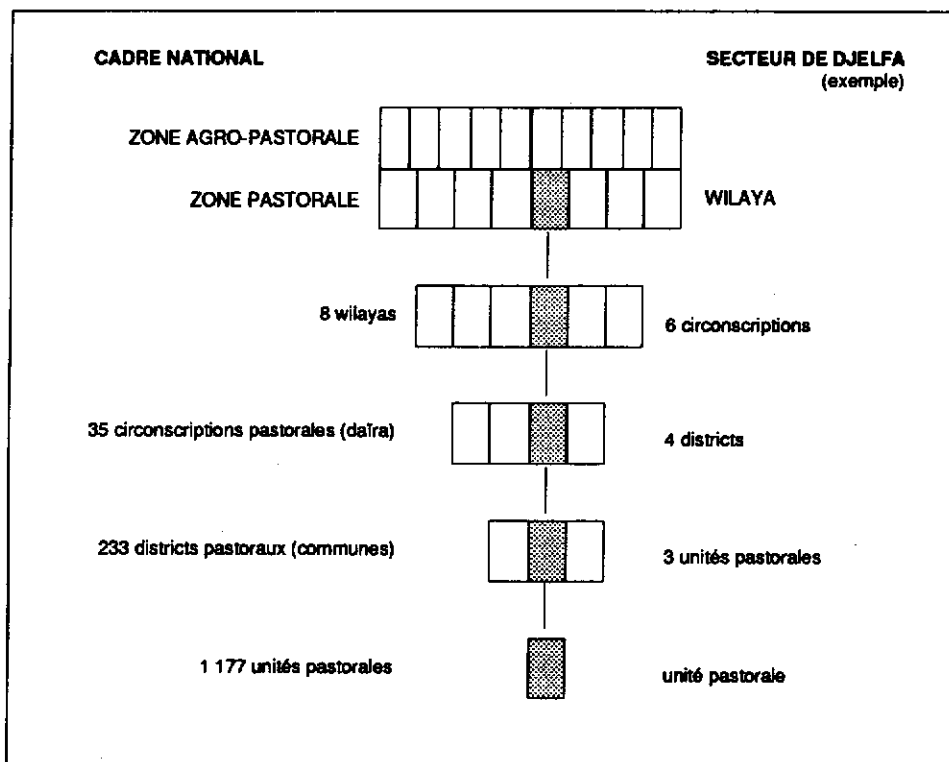 CADRE NATIONAL
SECTEUR DE DJELFA
(exemple)
ZONE AGRO-PASTORALE
ZONE PASTORALE
WILAYA
8 wilayas
6 circonscriptions
35 circonscriptions pastorales (daïra)
4 districts
233 districts pastoraux (communes)
3 unités pastorales
1 177 unités pastorales
unité pastorale